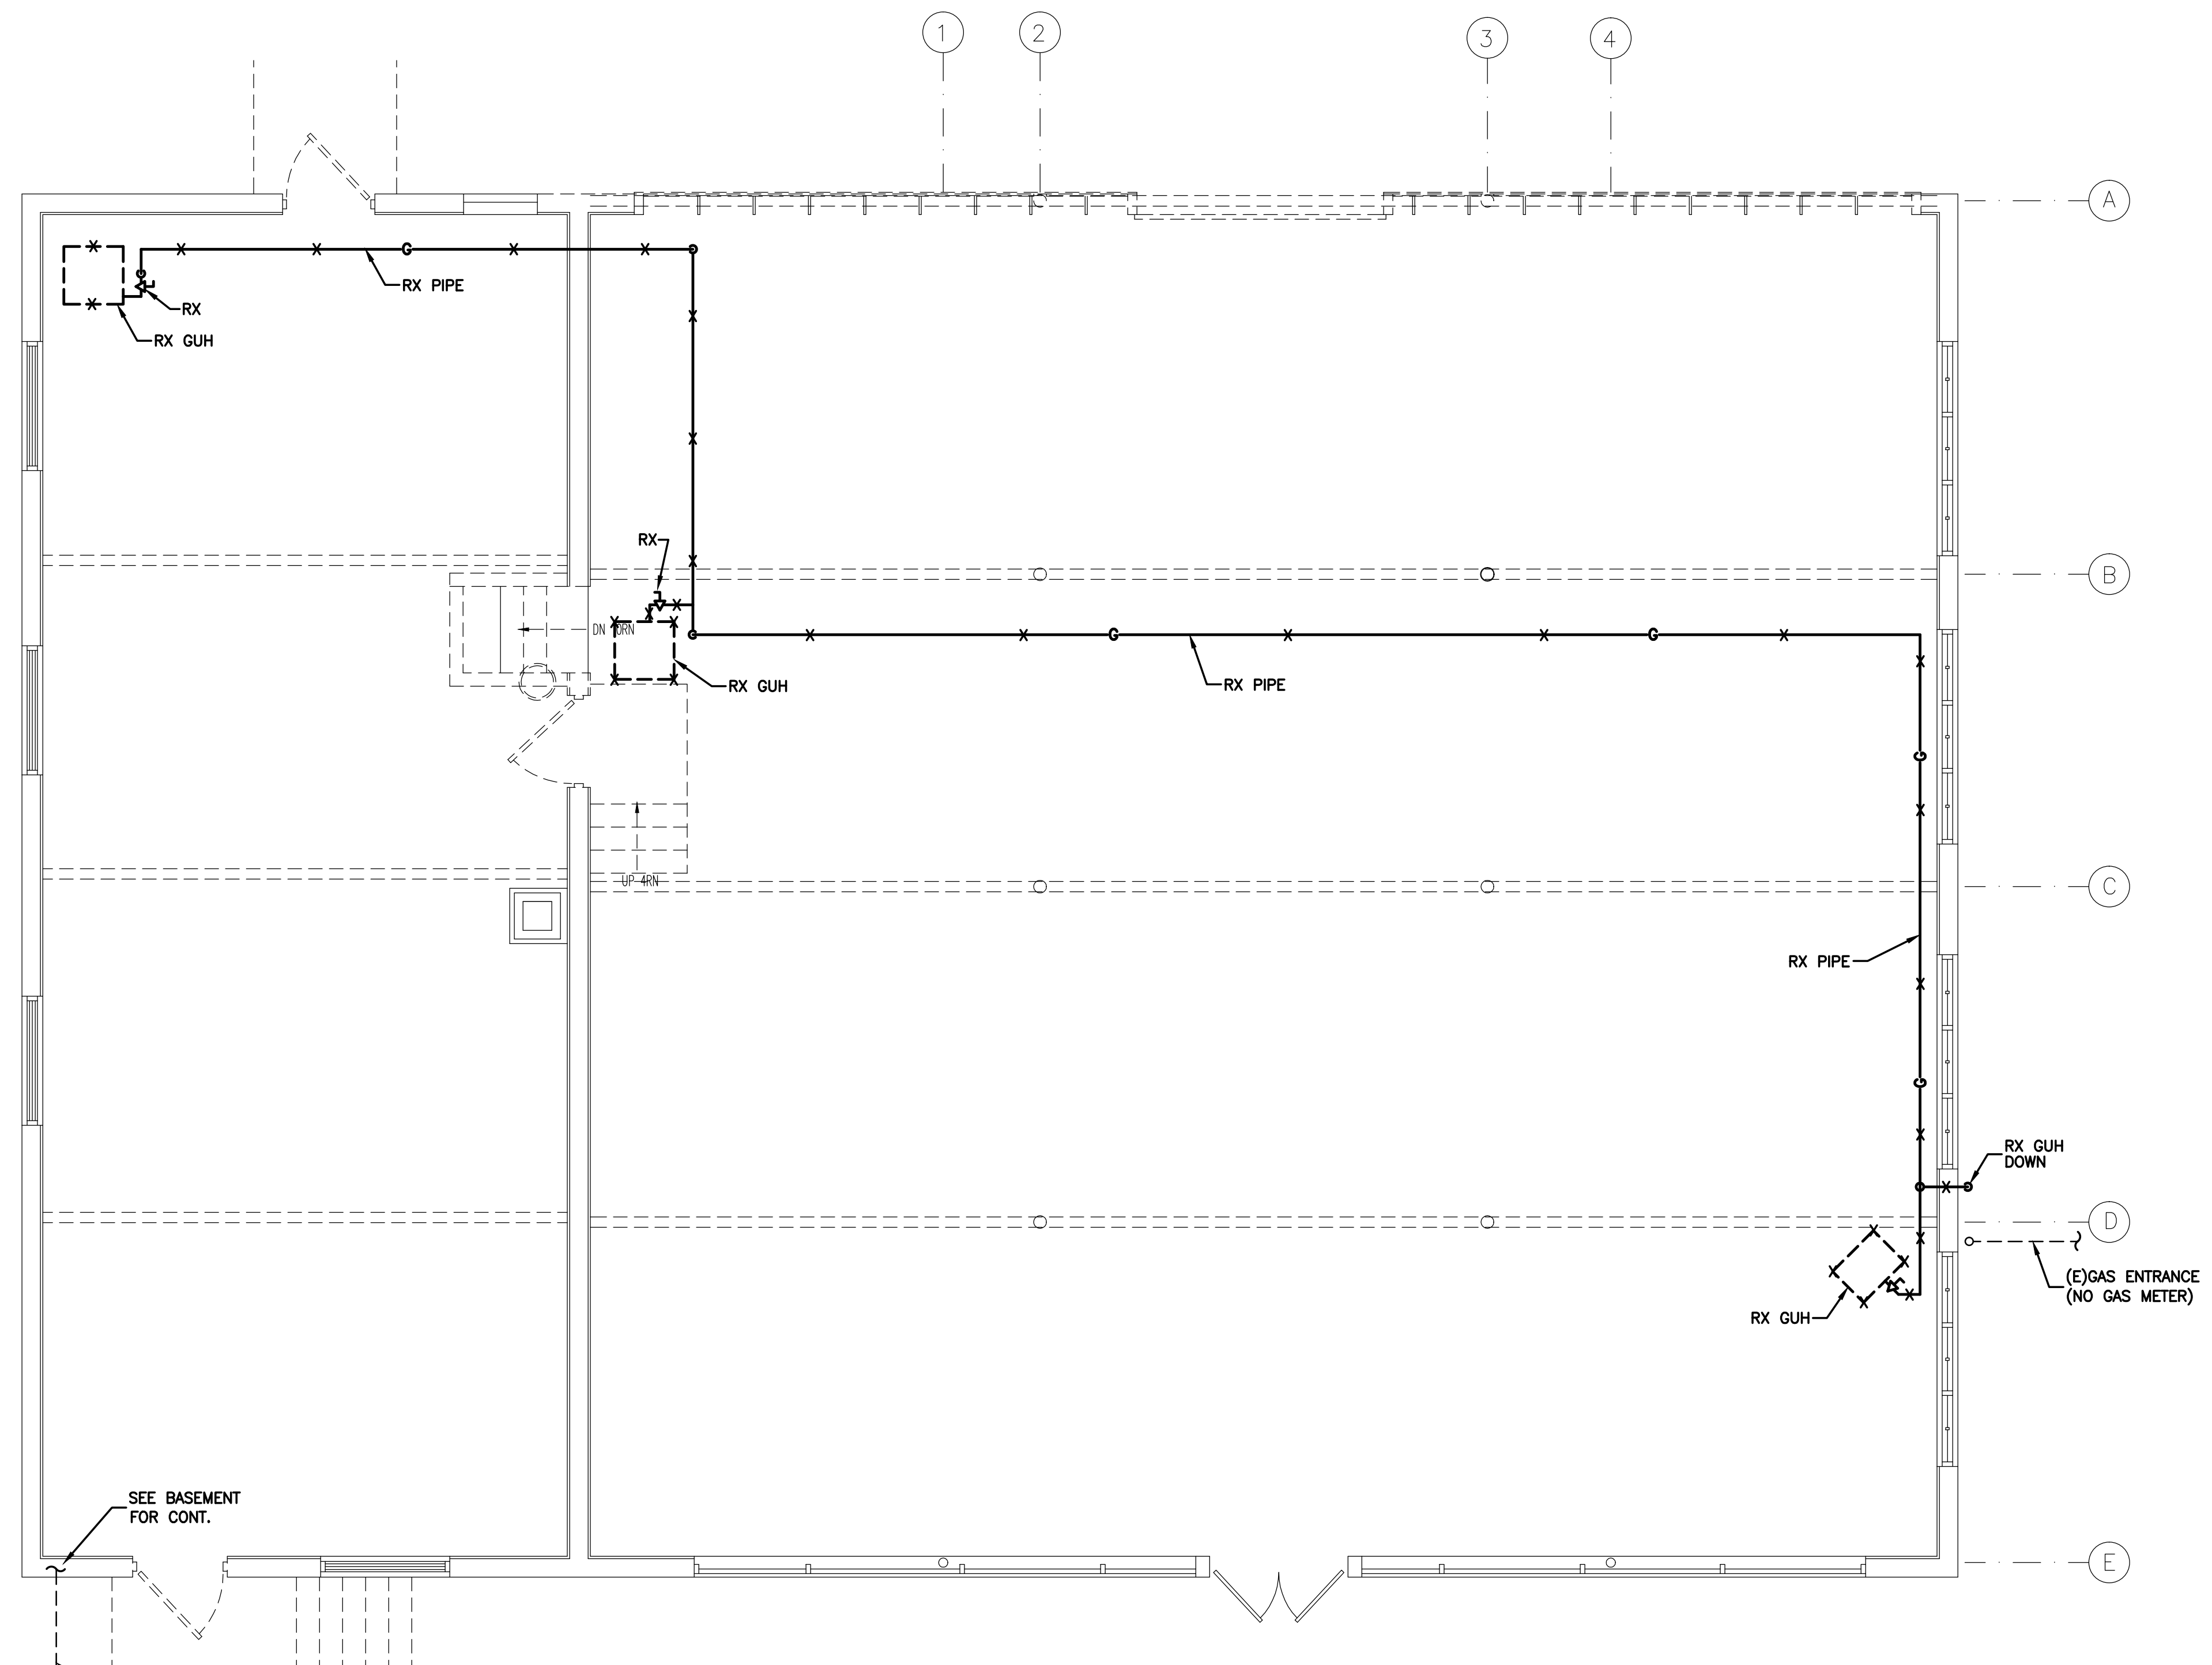 1
2
3
4
A
G
RX PIPE
RX
RX GUH
RX
B
DN
G
G
RX GUH
RX PIPE
G
UP 4RN
C
RX PIPE
G
RX GUH
DOWN
D
(E)GAS ENTRANCE
(NO GAS METER)
RX GUH
SEE BASEMENT
FOR CONT.
E